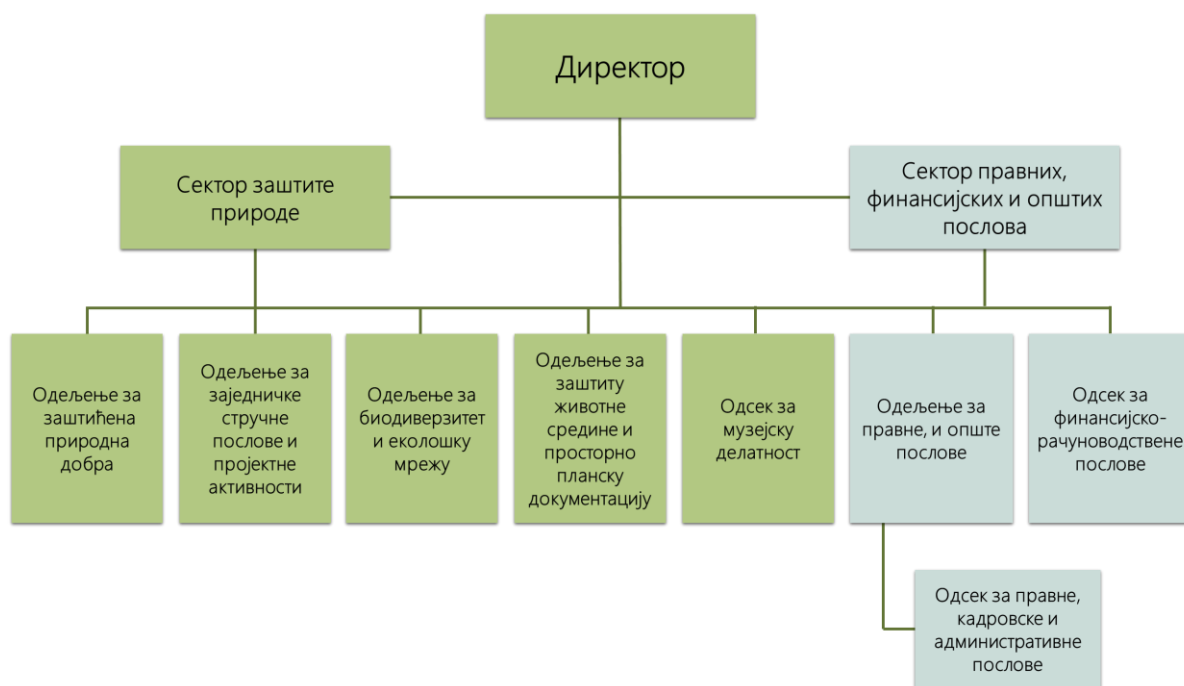 Директор
Сектор заштите
природе
Сектор правних,
финансијских и општих
послова
Одељење за
заштићена
природна
добра
Одељење за
заједничке
стручне
послове и
пројектне
активности
Одељење за
биодиверзитет
и еколошку
мрежу
Одељење за
заштиту
животне
средине и
просторно
планску
документацију
Одсек за
музејску
делатност
Одељење за
правне, и опште
послове
Одсек за
финансијско-
рачуноводствене
послове
Одсек за правне,
кадровске и
административне
послове